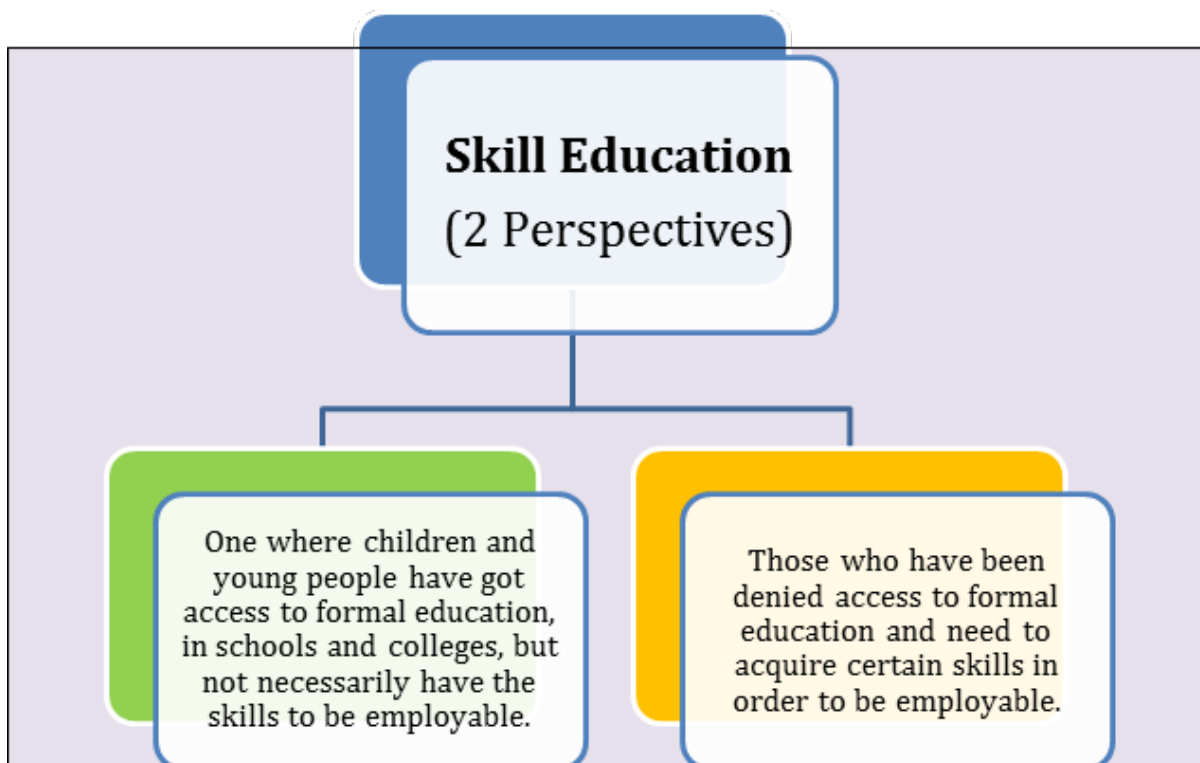 Skill Education
(2 Perspectives)
One where children and
young people have got
access to formal education,
in schools and colleges, but
not necessarily have the
skills to be employable.
Those who have been
denied access to formal
education and need to
acquire certain skills in
order to be employable.